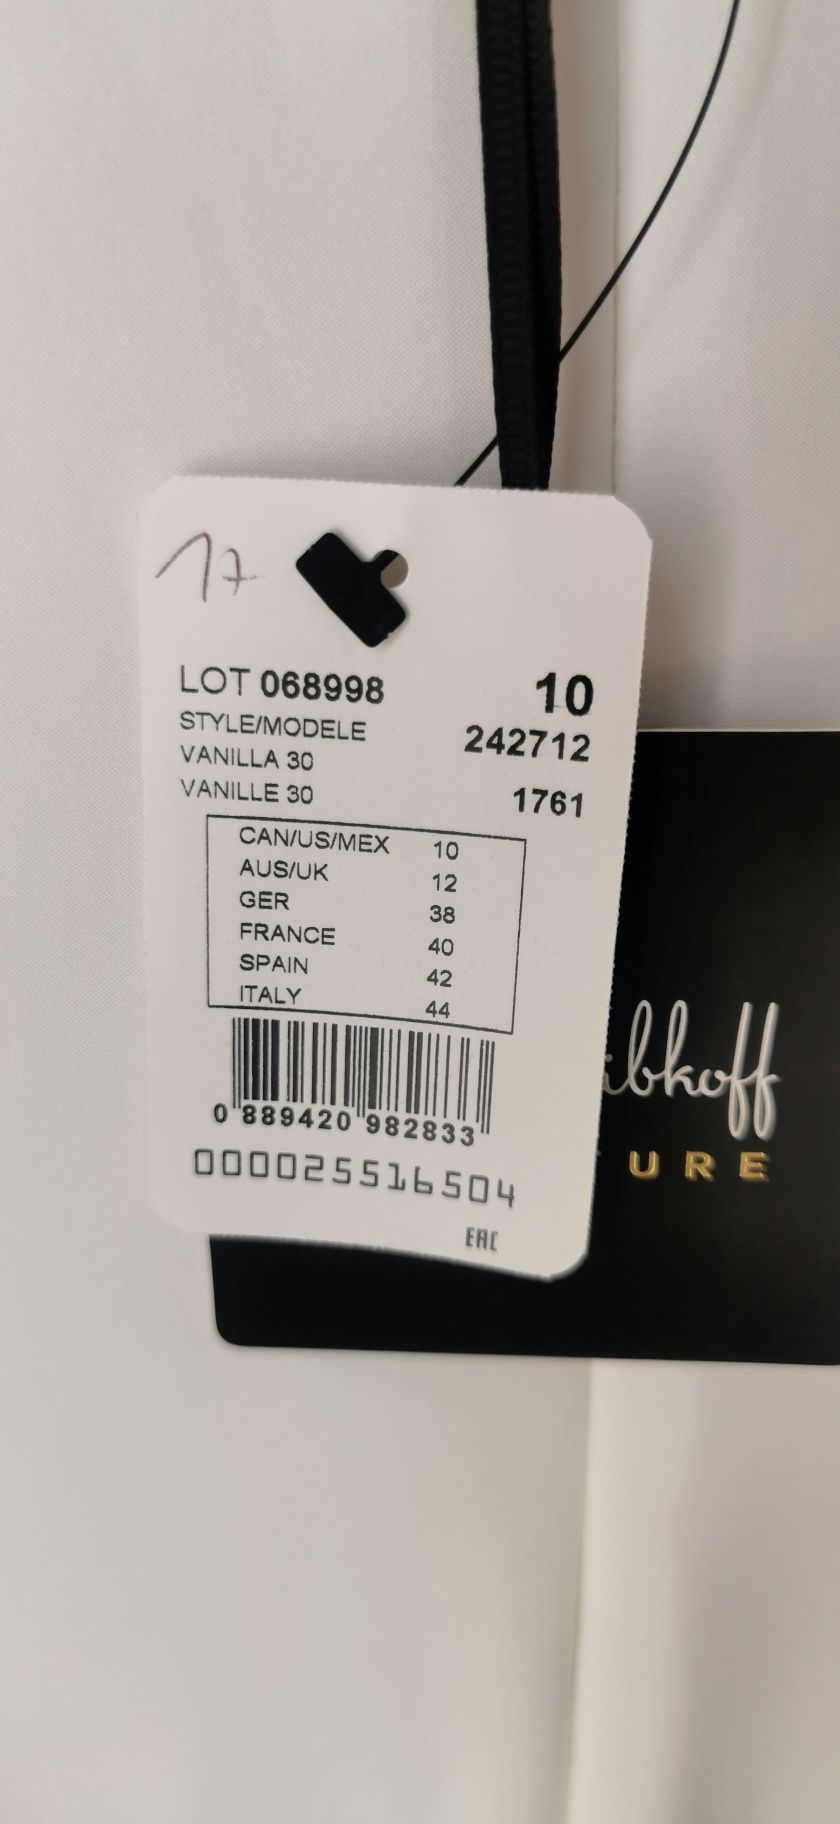 17
LOT 068998 10
STYLE/MODELE 242712
VANILLA 30
VANILLE 30 1761
CAN/US/MEX 10
AUS/UK 12
GER 38
FRANCE 40
SPAIN 42
ITALY 44
0 889420 982833
000025516504
EAC
ibkoff
URE